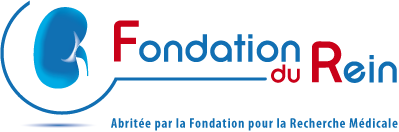 Fondation
du Rein
Abritée par la Fondation pour la Recherche Médicale